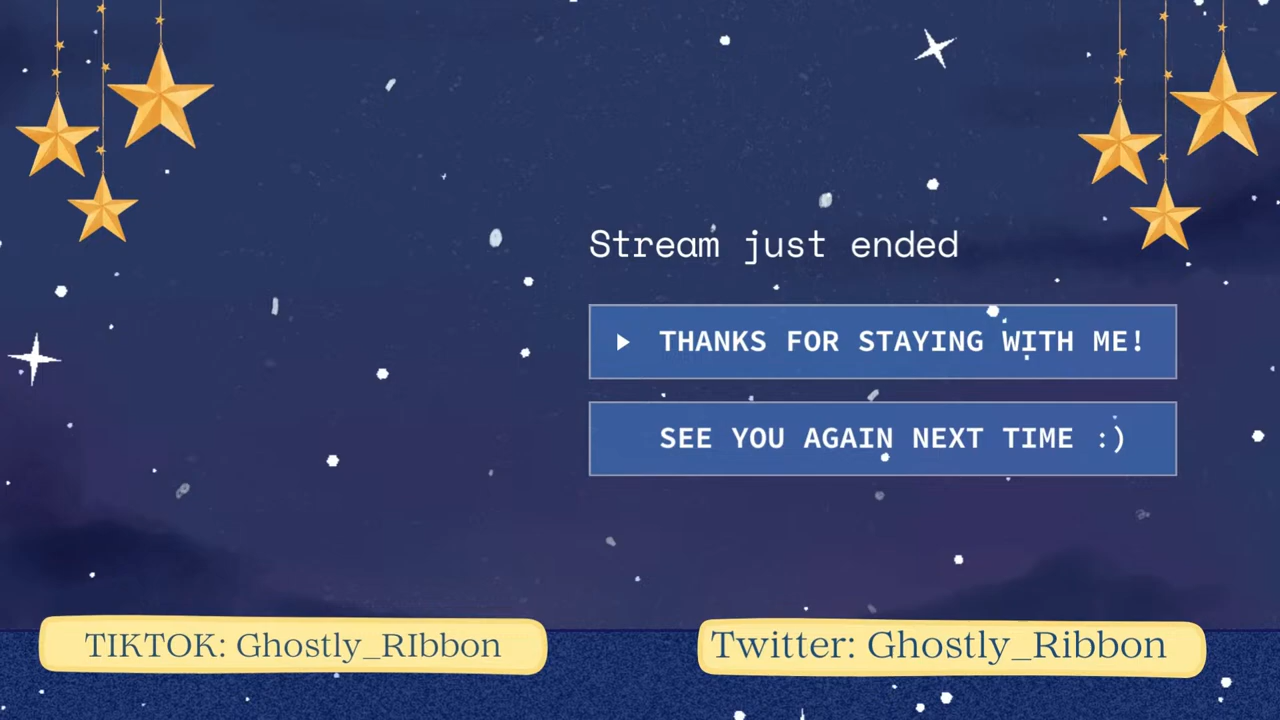 Stream just ended
THANKS FOR STAYING WITH ME!
SEE YOU AGAIN NEXT TIME :)
TIKTOK: Ghostly_RIbbon
Twitter: Ghostly_Ribbon